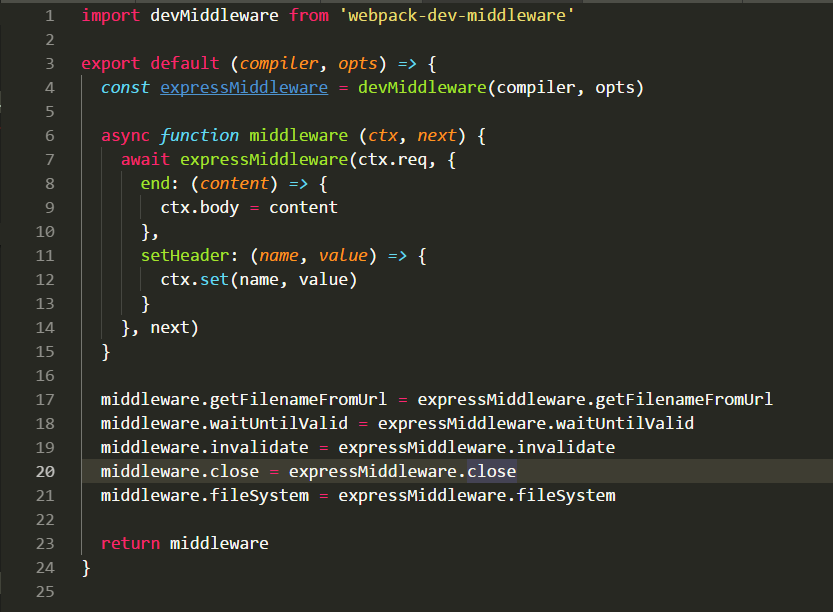 1 import devMiddleware from 'webpack-dev-middleware'
2
3 export default (compiler, opts) => {
4   const expressMiddleware = devMiddleware(compiler, opts)
5
6   async function middleware (ctx, next) {
7     await expressMiddleware(ctx.req, {
8       end: (content) => {
9         ctx.body = content
10       },
11       setHeader: (name, value) => {
12         ctx.set(name, value)
13       }
14     }, next)
15   }
16
17   middleware.getFilenameFromUrl = expressMiddleware.getFilenameFromUrl
18   middleware.waitUntilValid = expressMiddleware.waitUntilValid
19   middleware.invalidate = expressMiddleware.invalidate
20   middleware.close = expressMiddleware.close
21   middleware.fileSystem = expressMiddleware.fileSystem
22
23   return middleware
24 }
25